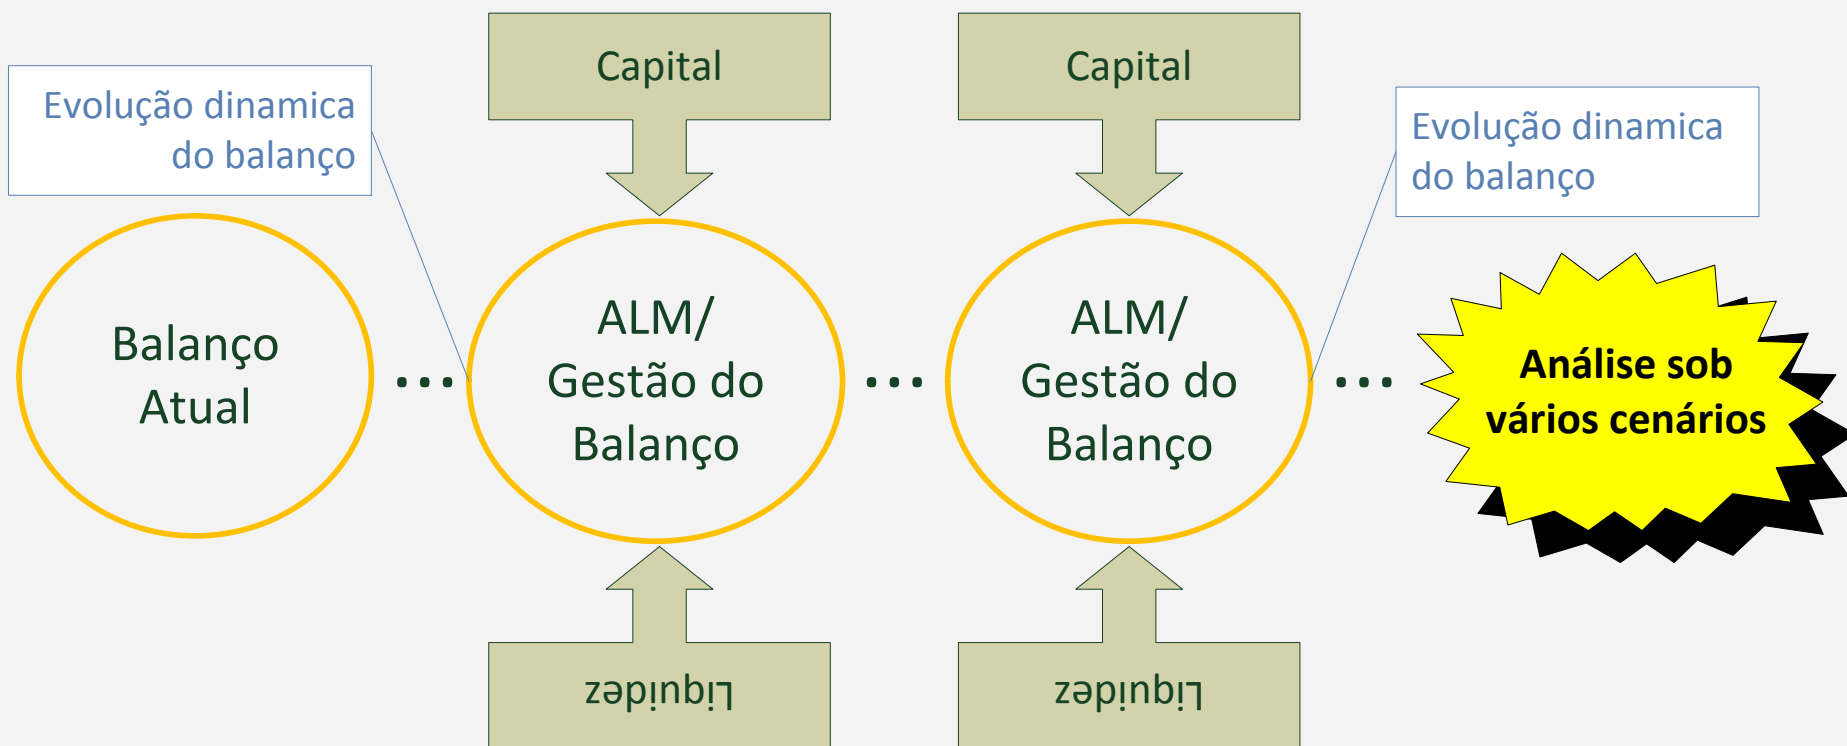 Capital
Capital
Evolução dinamica
do balanço
Evolução dinamica
do balanço
Balanço
Atual
...
ALM/
Gestão do
Balanço
...
ALM/
Gestão do
Balanço
...
Análise sob
vários cenários
Liquidez
Liquidez